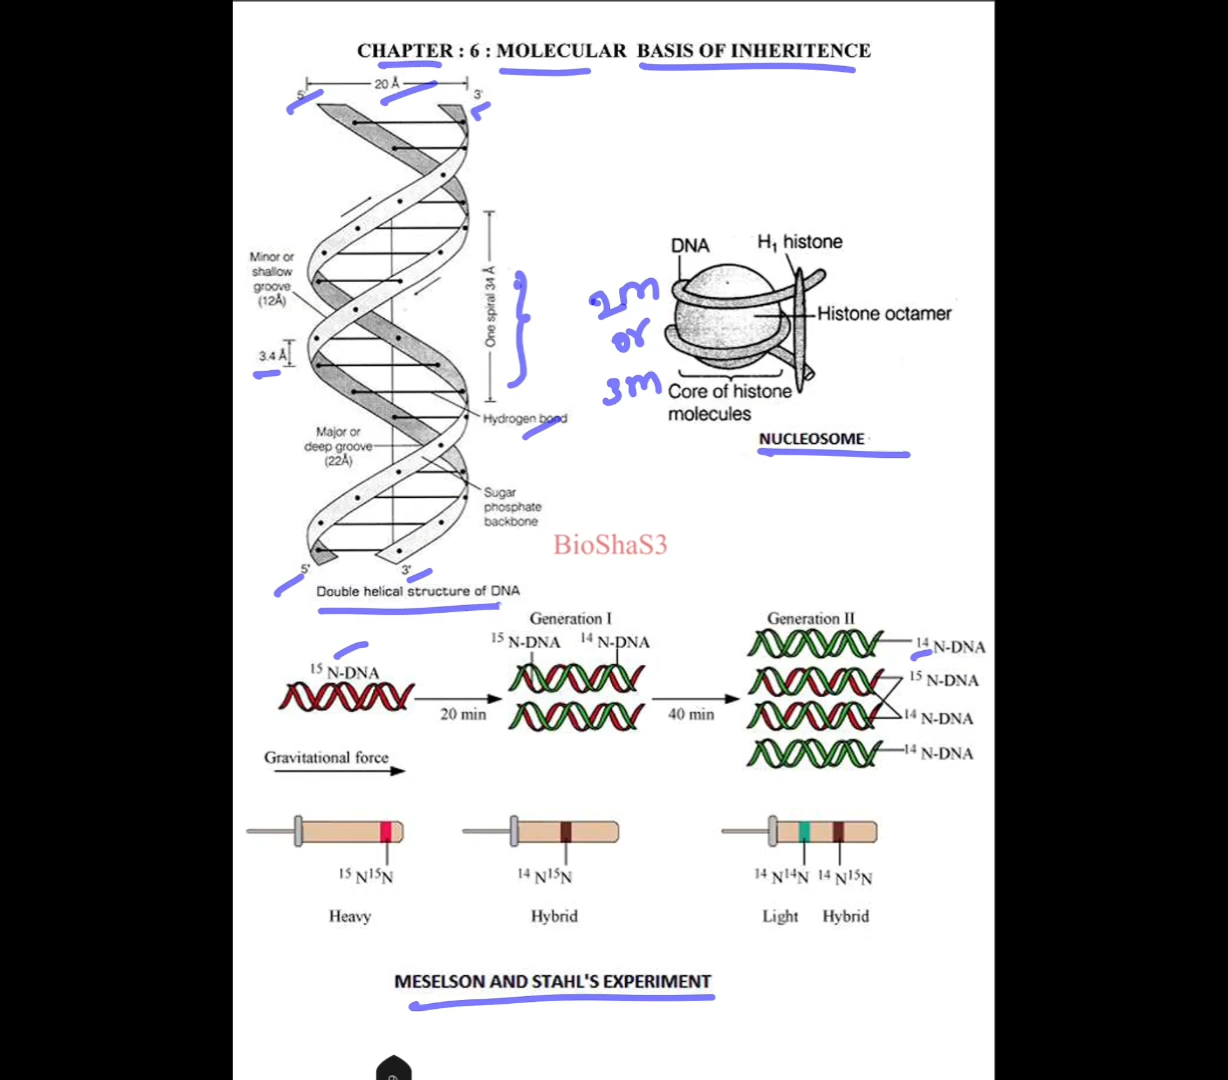 CHAPTER : 6 : MOLECULAR BASIS OF INHERITENCE
20 Å
5' 3'
Minor or
shallow
groove
(12Å)
One spiral 34 Å
3.4 Å
Hydrogen bond
Major or
deep groove
(22Å)
Sugar
phosphate
backbone
5' 3'
Double helical structure of DNA
2m
or
3m
DNA
H1 histone
Histone octamer
Core of histone
molecules
NUCLEOSOME
BioShaS3
Generation I
15 N-DNA 14 N-DNA
Generation II
14 N-DNA
15 N-DNA
14 N-DNA
14 N-DNA
15 N-DNA
20 min
40 min
Gravitational force
15 N15N
14 N15N
14 N14N 14 N15N
Heavy
Hybrid
Light Hybrid
MESELSON AND STAHL'S EXPERIMENT